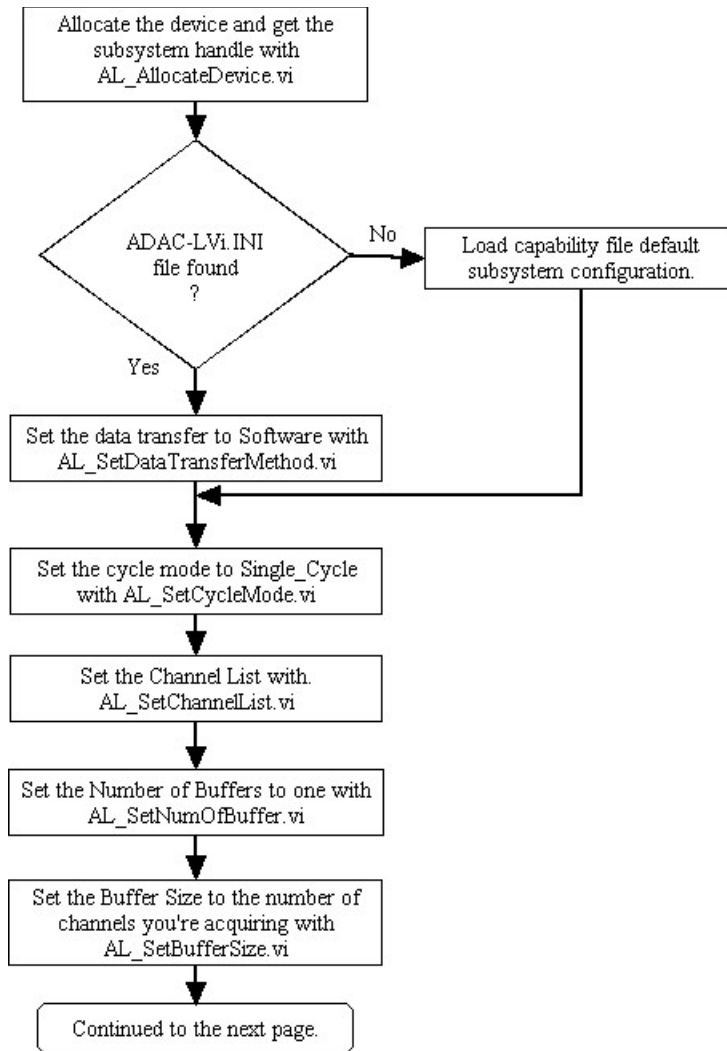 Allocate the device and get the
subsystem handle with
AL_AllocateDevice.vi
ADAC-LVi.INI
file found
?
No
Load capability file default
subsystem configuration.
Yes
Set the data transfer to Software with
AL_SetDataTransferMethod.vi
Set the cycle mode to Single_Cycle
with AL_SetCycleMode.vi
Set the Channel List with.
AL_SetChannelList.vi
Set the Number of Buffers to one with
AL_SetNumOfBuffer.vi
Set the Buffer Size to the number of
channels you're acquiring with
AL_SetBufferSize.vi
Continued to the next page.